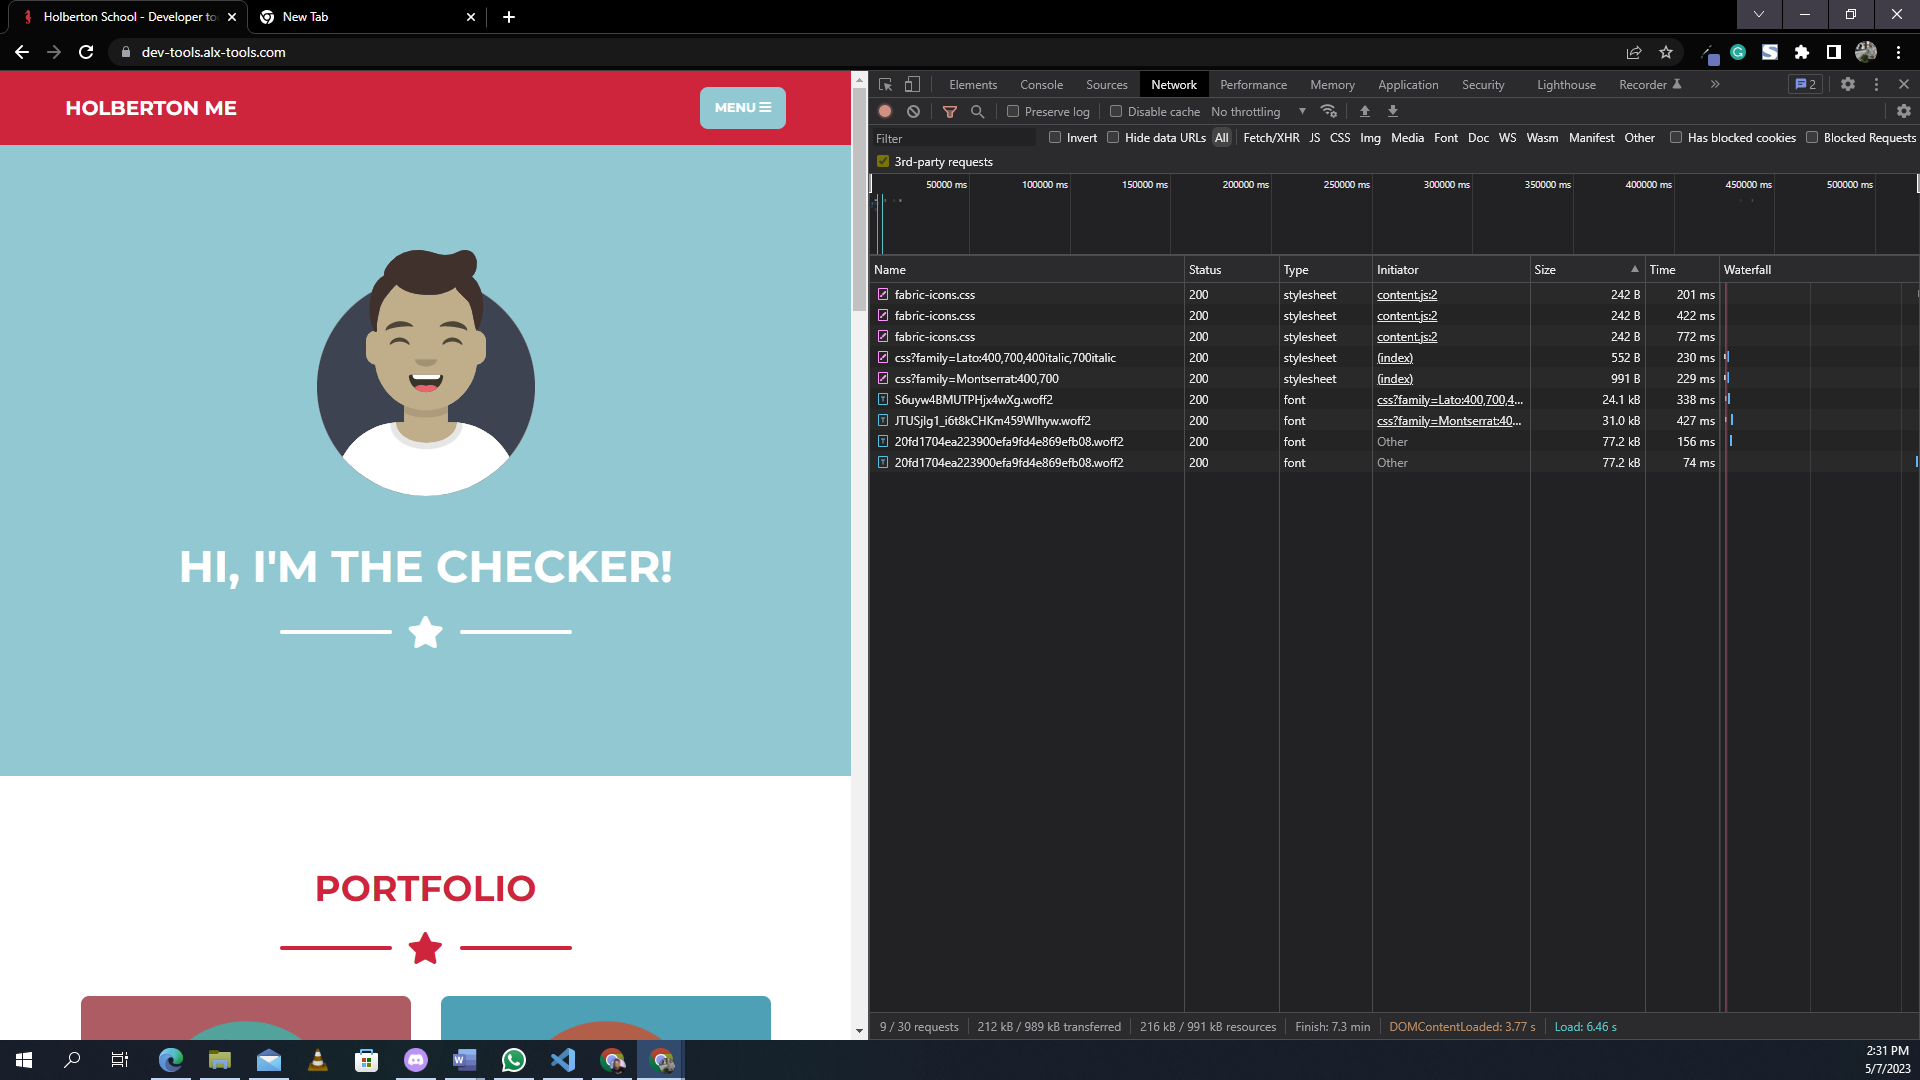 Holberton School - Developer to
New Tab
dev-tools.alx-tools.com
HOLBERTON ME
MENU
HI, I'M THE CHECKER!
PORTFOLIO
Elements Console Sources Network Performance Memory Application Security Lighthouse Recorder 2
Preserve log Disable cache No throttling
Filter Invert Hide data URLs All Fetch/XHR JS CSS Img Media Font Doc WS Wasm Manifest Other Has blocked cookies Blocked Requests
3rd-party requests
50000 ms 100000 ms 150000 ms 200000 ms 250000 ms 300000 ms 350000 ms 400000 ms 450000 ms 500000 ms
Name Status Type Initiator Size Time Waterfall
fabric-icons.css 200 stylesheet content.js:2 242 B 201 ms
fabric-icons.css 200 stylesheet content.js:2 242 B 422 ms
fabric-icons.css 200 stylesheet content.js:2 242 B 772 ms
css?family=Lato:400,700,400italic,700italic 200 stylesheet (index) 552 B 230 ms
css?family=Montserrat:400,700 200 stylesheet (index) 991 B 229 ms
S6uyw4BMUTPHjx4wXg.woff2 200 font css?family=Lato:400,700,4... 24.1 kB 338 ms
JTUSjIg1_i6t8kCHKm459Wlhyw.woff2 200 font css?family=Montserrat:40... 31.0 kB 427 ms
20fd1704ea223900efa9fd4e869efb08.woff2 200 font Other 77.2 kB 156 ms
20fd1704ea223900efa9fd4e869efb08.woff2 200 font Other 77.2 kB 74 ms
9 / 30 requests 212 kB / 989 kB transferred 216 kB / 991 kB resources Finish: 7.3 min DOMContentLoaded: 3.77 s Load: 6.46 s
2:31 PM
5/7/2023